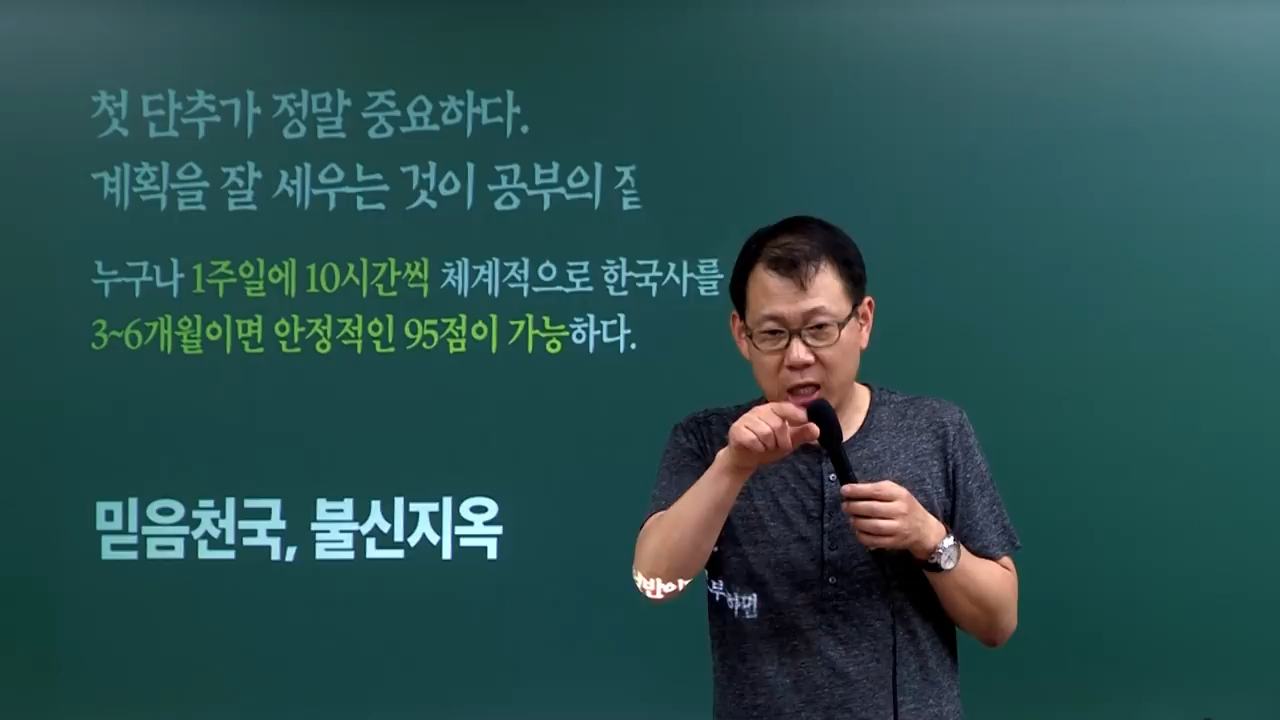 첫 단추가 정말 중요하다.
계획을 잘 세우는 것이 공부의
누구나 1주일에 10시간씩 체계적으로 한국사를
3~6개월이면 안정적인 95점이 가능하다.
믿음천국, 불신지옥
하면